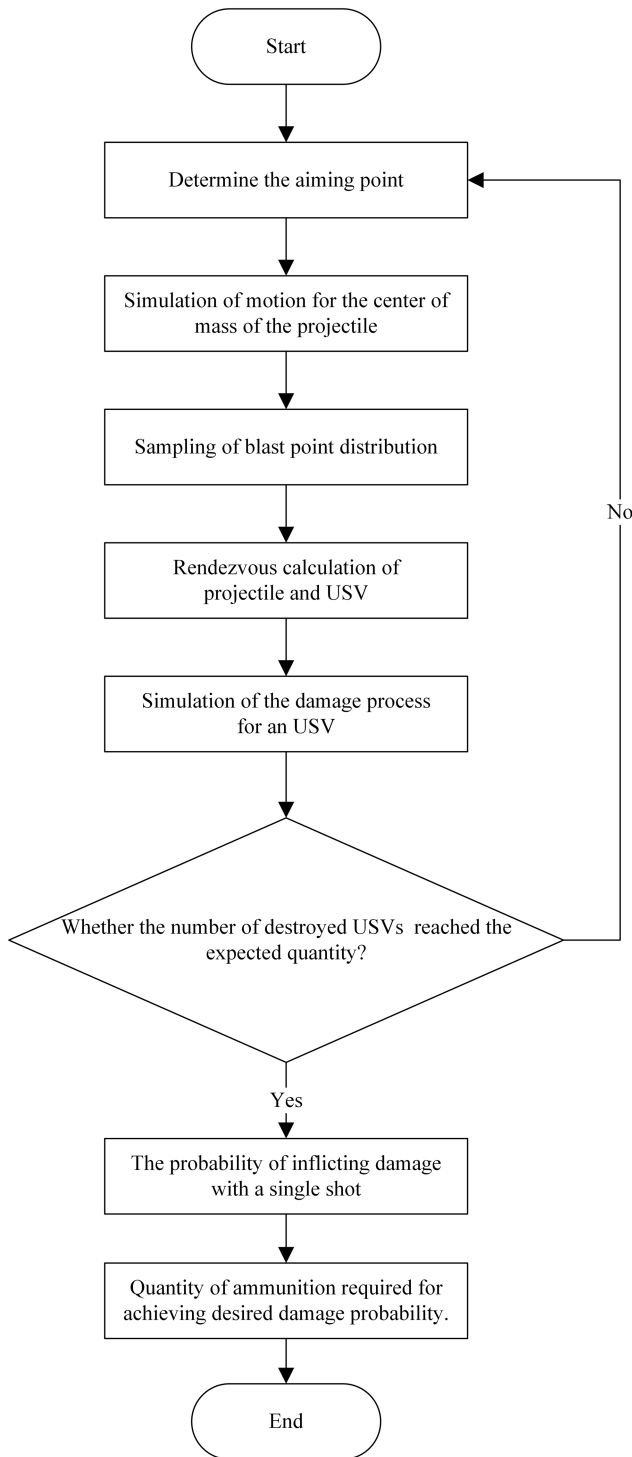 Start
Determine the aiming point
Simulation of motion for the center of
mass of the projectile
Sampling of blast point distribution
Rendezvous calculation of
projectile and USV
Simulation of the damage process
for an USV
Whether the number of destroyed USVs  reached the
expected quantity?
No
Yes
The probability of inflicting damage
with a single shot
Quantity of ammunition required for
achieving desired damage probability.
End